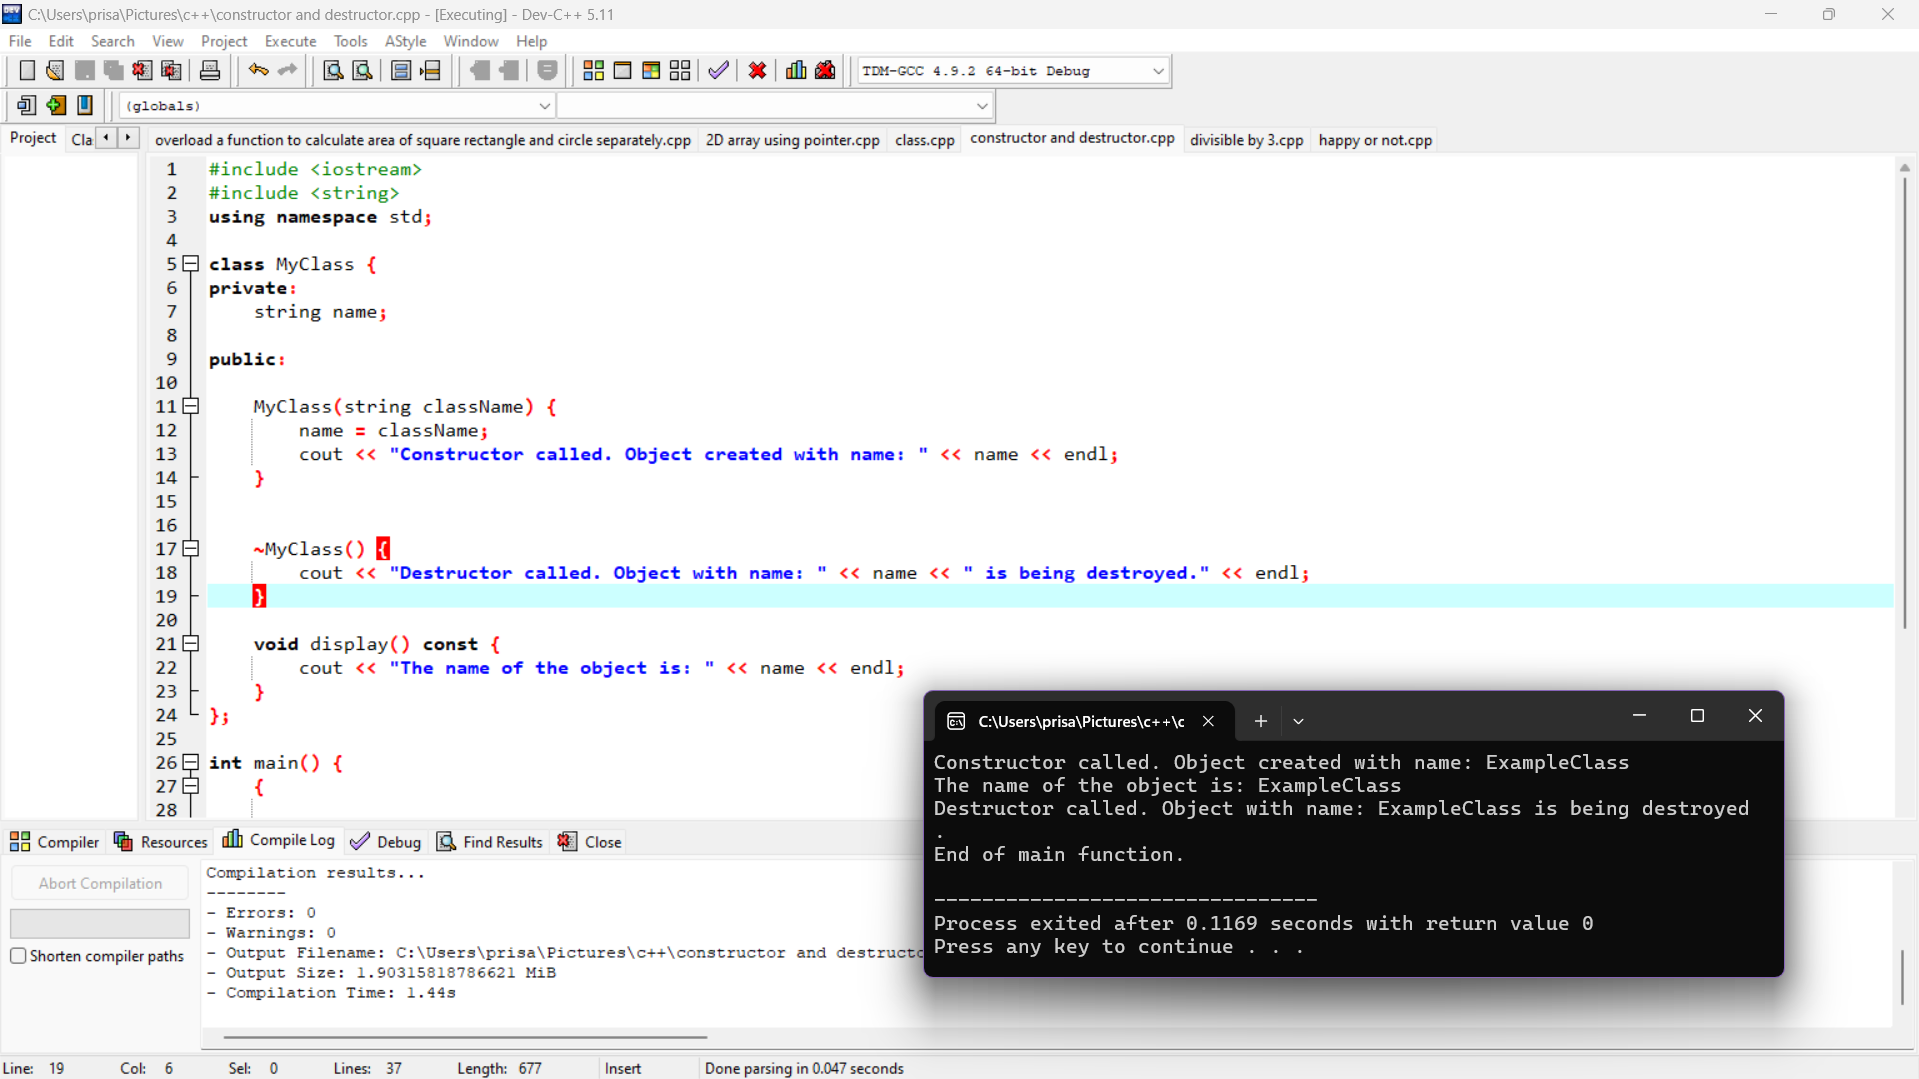 C:\Users\prisa\Pictures\c++\constructor and destructor.cpp - [Executing] - Dev-C++ 5.11
File Edit Search View Project Execute Tools AStyle Window Help
TDM-GCC 4.9.2 64-bit Debug
(globals)
Project Cla overload a function to calculate area of square rectangle and circle separately.cpp 2D array using pointer.cpp class.cpp constructor and destructor.cpp divisible by 3.cpp happy or not.cpp
1 #include <iostream>
2 #include <string>
3 using namespace std;
4
5 class MyClass {
6 private:
7 string name;
8
9 public:
10
11 MyClass(string className) {
12 name = className;
13 cout << "Constructor called. Object created with name: " << name << endl;
14 }
15
16
17 ~MyClass() {
18 cout << "Destructor called. Object with name: " << name << " is being destroyed." << endl;
19 }
20
21 void display() const {
22 cout << "The name of the object is: " << name << endl;
23 }
24 };
25
26 int main() {
27 {
28
C:\Users\prisa\Pictures\c++\c
Constructor called. Object created with name: ExampleClass
The name of the object is: ExampleClass
Destructor called. Object with name: ExampleClass is being destroyed
.
End of main function.
--------------------------------
Process exited after 0.1169 seconds with return value 0
Press any key to continue . . .
Compiler Resources Compile Log Debug Find Results Close
Abort Compilation
Shorten compiler paths
Compilation results...
--------
- Errors: 0
- Warnings: 0
- Output Filename: C:\Users\prisa\Pictures\c++\constructor and destructo
- Output Size: 1.90315818786621 MiB
- Compilation Time: 1.44s
Line: 19 Col: 6 Sel: 0 Lines: 37 Length: 677 Insert Done parsing in 0.047 seconds